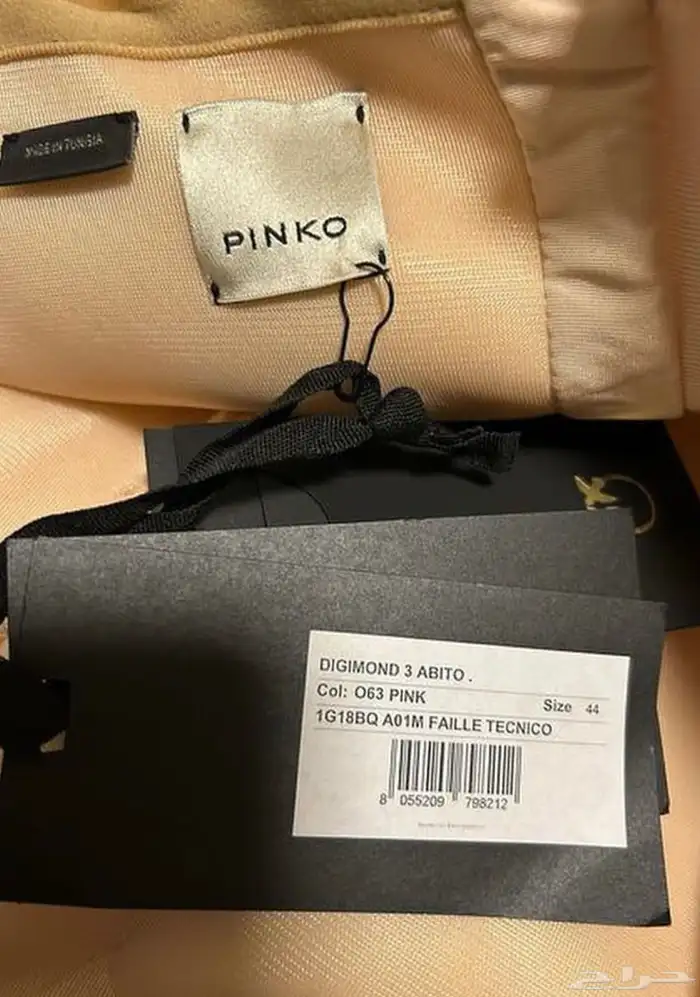 MADE IN TUNISIA
PINKO
DIGIMOND 3 ABITO .
Col: O63 PINK
Size 44
1G18BQ A01M FAILLE TECNICO
8 055209 798212
حراج